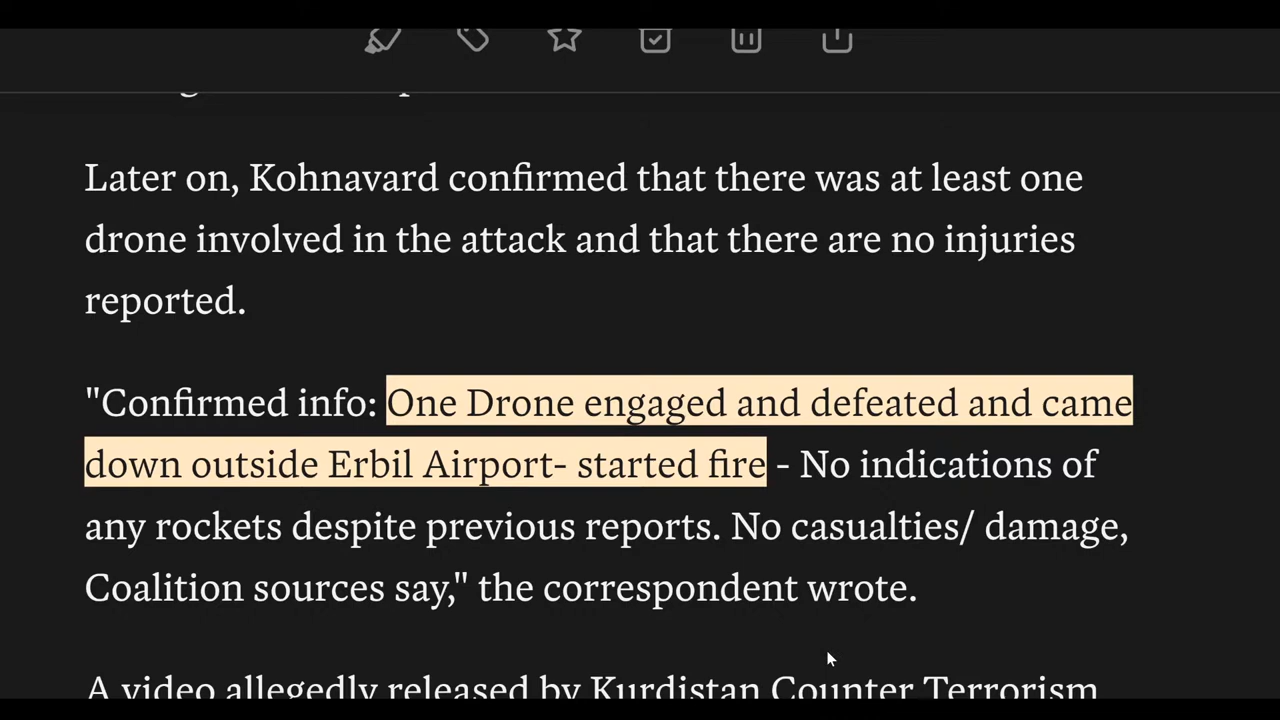 Later on, Kohnavard confirmed that there was at least one
drone involved in the attack and that there are no injuries
reported.
"Confirmed info: One Drone engaged and defeated and came
down outside Erbil Airport- started fire - No indications of
any rockets despite previous reports. No casualties/ damage,
Coalition sources say," the correspondent wrote.
A video allegedly released by Kurdistan Counter Terrorism